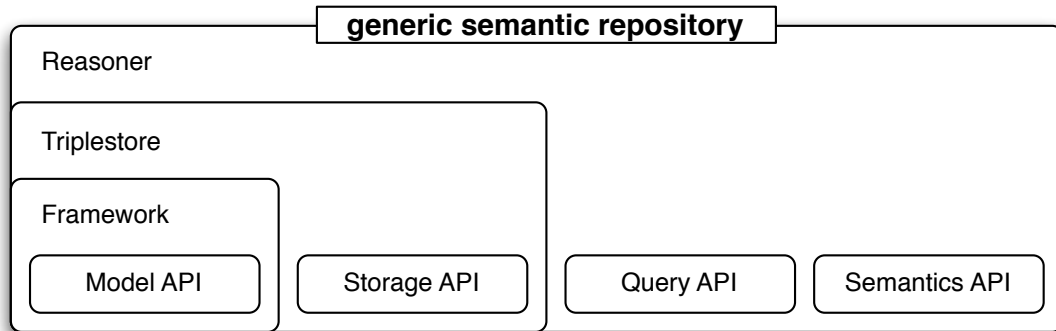 generic semantic repository
Reasoner
Triplestore
Framework
Model API
Storage API
Query API
Semantics API